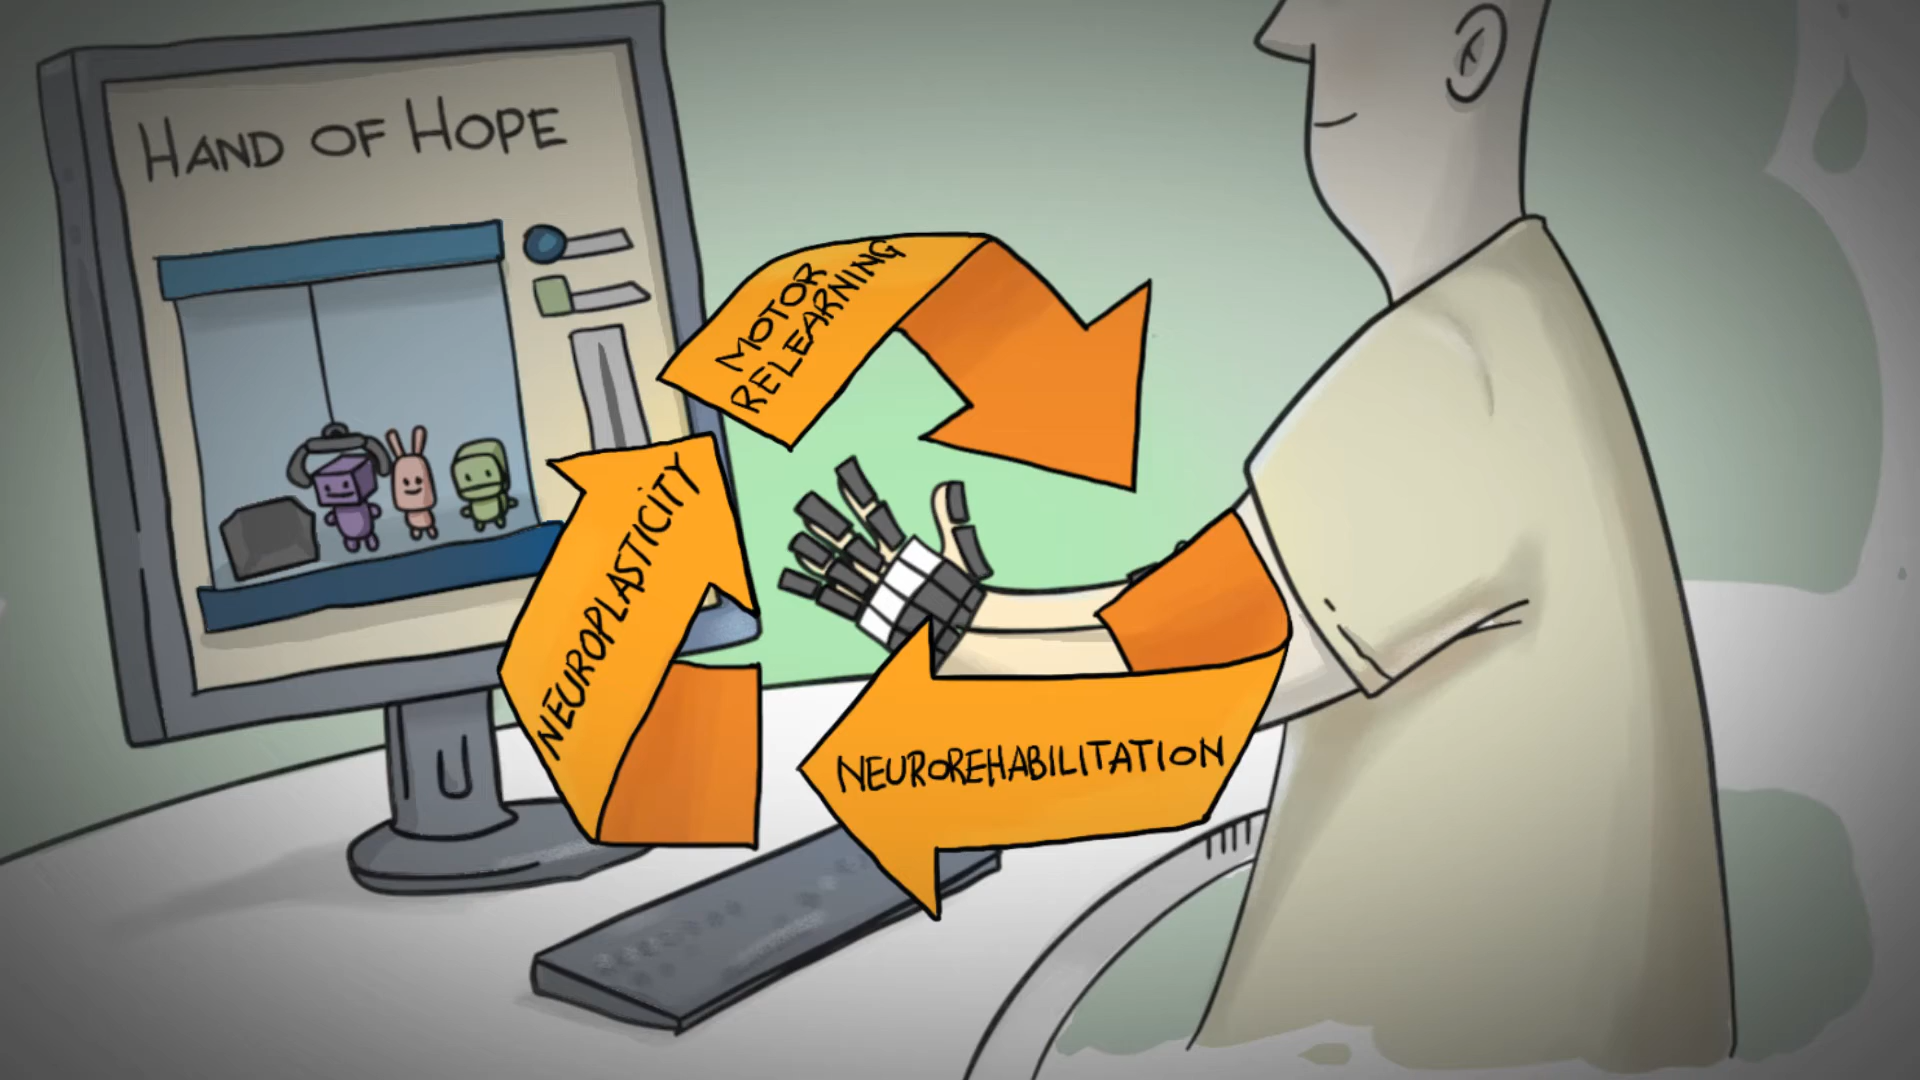 HAND OF HOPE
MOTOR
RELEARNING
NEUROPLASTICITY
NEUROREHABILITATION